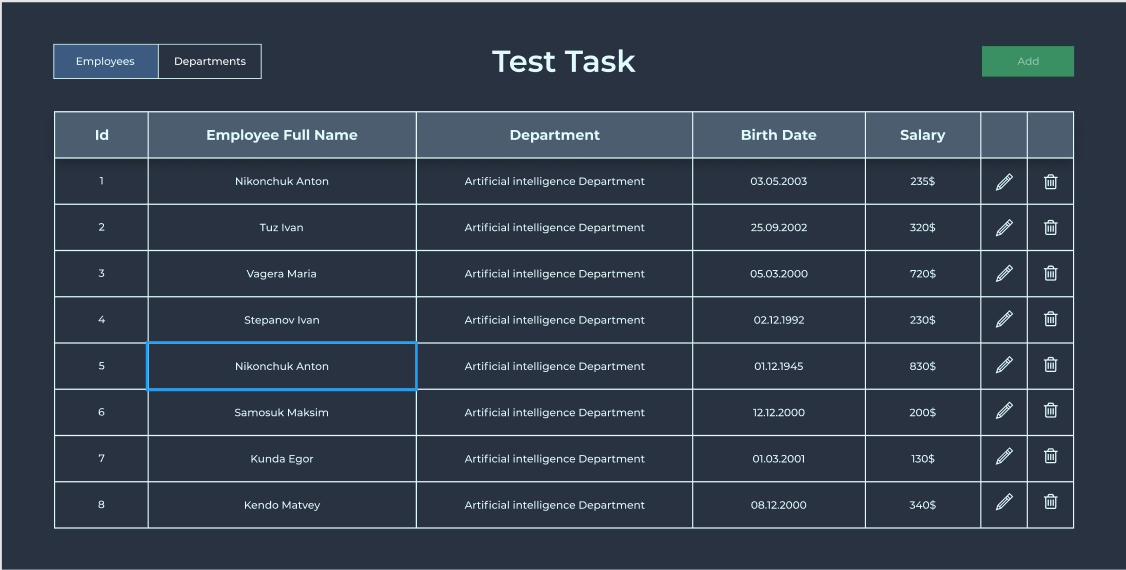 Employees Departments Test Task Add
Id Employee Full Name Department Birth Date Salary
1 Nikonchuk Anton Artificial intelligence Department 03.05.2003 235$
2 Tuz Ivan Artificial intelligence Department 25.09.2002 320$
3 Vagera Maria Artificial intelligence Department 05.03.2000 720$
4 Stepanov Ivan Artificial intelligence Department 02.12.1992 230$
5 Nikonchuk Anton Artificial intelligence Department 01.12.1945 830$
6 Samosuk Maksim Artificial intelligence Department 12.12.2000 200$
7 Kunda Egor Artificial intelligence Department 01.03.2001 130$
8 Kendo Matvey Artificial intelligence Department 08.12.2000 340$